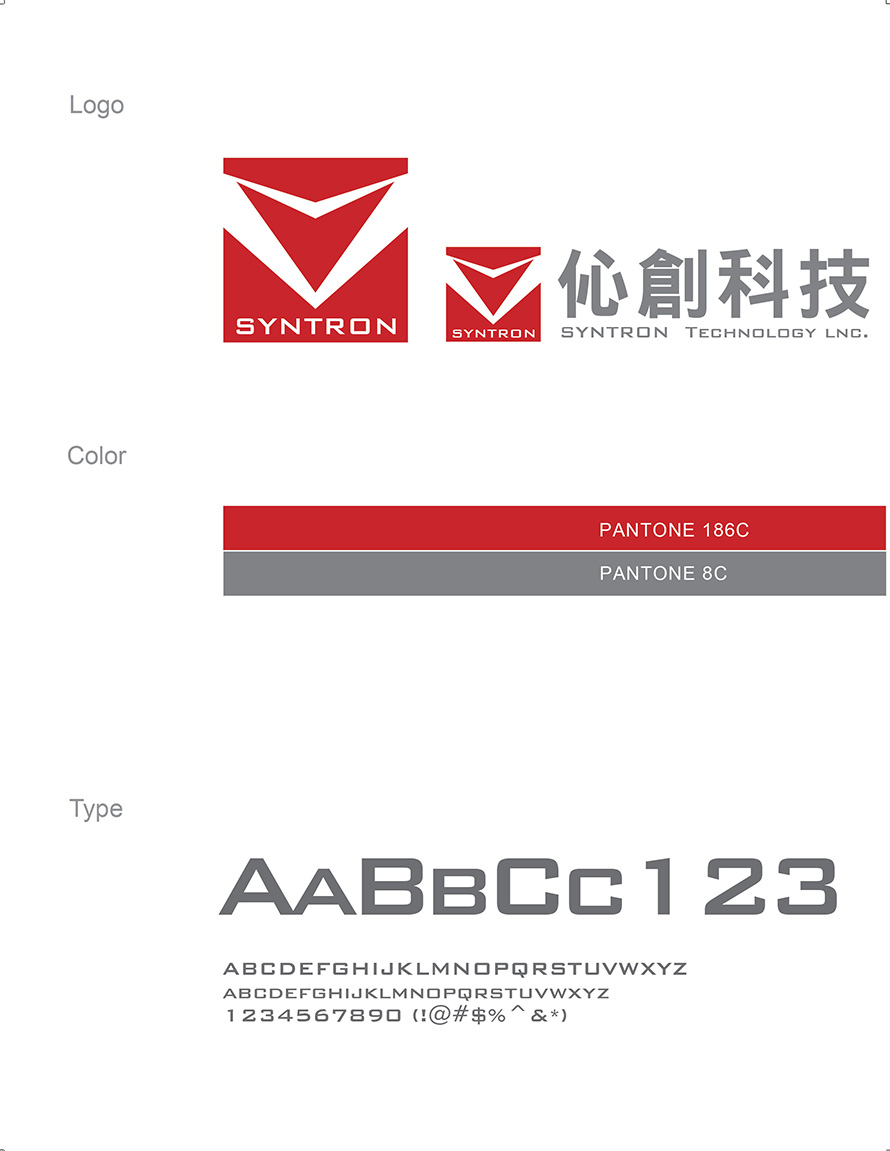 Logo
SYNTRON
SYNTRON
伈創科技
SYNTRON TECHNOLOGY LNC.
Color
PANTONE 186C
PANTONE 8C
Type
AABBCC123
ABCDEFGHIJKLMNOPQRSTUVWXYZ
ABCDEFGHIJKLMNOPQRSTUVWXYZ
1234567890 (!@#$%^&*)